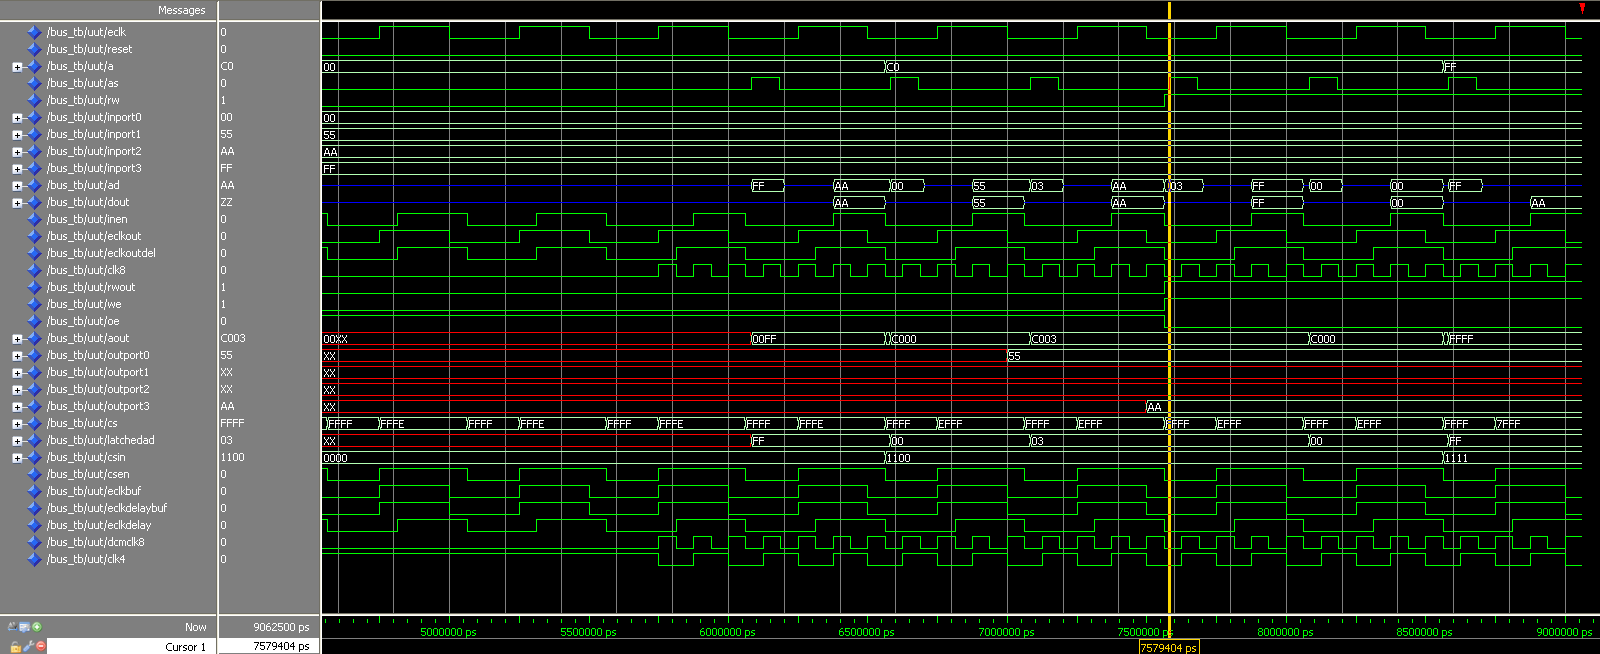 Messages
/bus_tb/uut/eclk 0
/bus_tb/uut/reset 0
/bus_tb/uut/a C0 00 C0 FF
/bus_tb/uut/as 0
/bus_tb/uut/rw 1
/bus_tb/uut/inport0 00 00
/bus_tb/uut/inport1 55 55
/bus_tb/uut/inport2 AA AA
/bus_tb/uut/inport3 FF FF
/bus_tb/uut/ad AA FF AA 00 55 03 AA 03 FF 00 00 FF
/bus_tb/uut/dout ZZ AA 55 AA FF 00 AA
/bus_tb/uut/inen 0
/bus_tb/uut/eclkout 0
/bus_tb/uut/eclkoutdel 0
/bus_tb/uut/clk8 0
/bus_tb/uut/rwout 1
/bus_tb/uut/we 1
/bus_tb/uut/oe 0
/bus_tb/uut/aout C003 00XX 00FF C000 C003 C000 FFFF
/bus_tb/uut/outport0 55 XX 55
/bus_tb/uut/outport1 XX XX
/bus_tb/uut/outport2 XX XX
/bus_tb/uut/outport3 AA XX AA
/bus_tb/uut/cs FFFF FFFF FFFE FFFF FFFE FFFF FFFE FFFF FFFE FFFF EFFF FFFF EFFF FFFF EFFF FFFF EFFF FFFF 7FFF
/bus_tb/uut/latchedad 03 XX FF 00 03 00 FF
/bus_tb/uut/csin 1100 0000 1100 1111
/bus_tb/uut/csen 0
/bus_tb/uut/eclkbuf 0
/bus_tb/uut/eclkdelaybuf 0
/bus_tb/uut/eclkdelay 0
/bus_tb/uut/dcmclk8 0
/bus_tb/uut/clk4 0
Now 9062500 ps 5000000 ps 5500000 ps 6000000 ps 6500000 ps 7000000 ps 7500000 ps 8000000 ps 8500000 ps 9000000 ps
Cursor 1 7579404 ps 7579404 ps